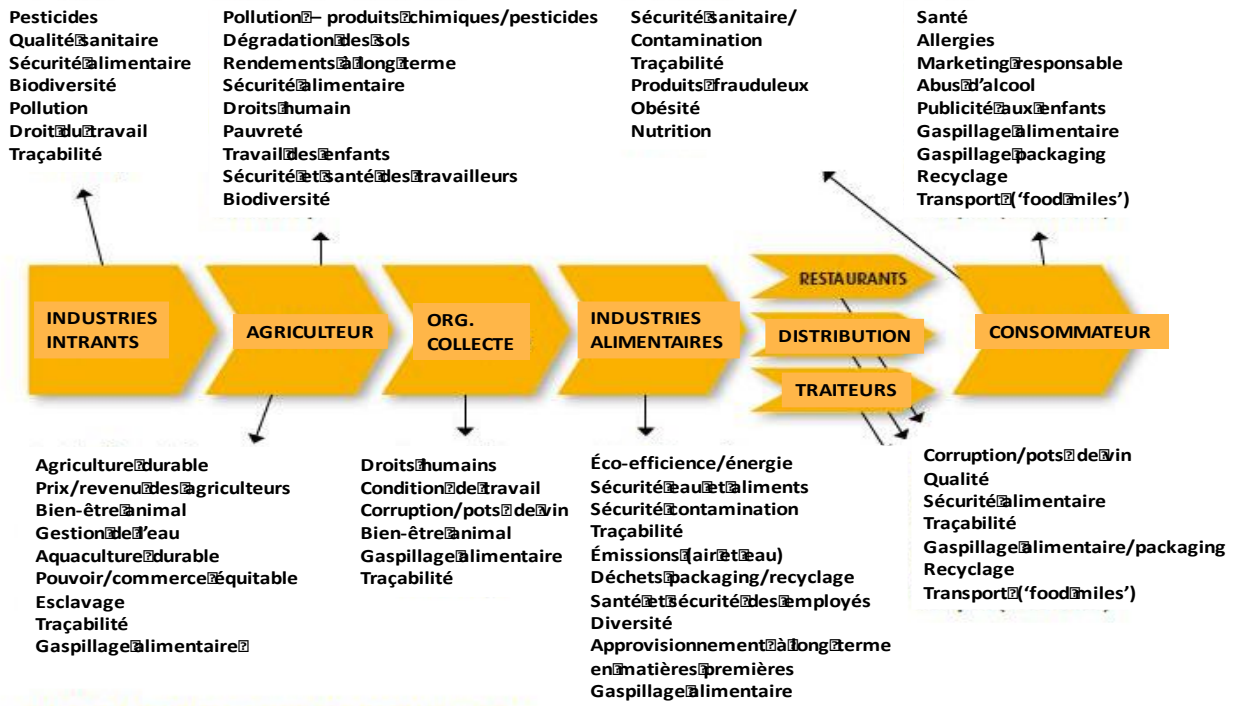 Pesticides
Qualité sanitaire
Sécurité alimentaire
Biodiversité
Pollution
Droit du travail
Traçabilité
Pollution – produits chimiques/pesticides
Dégradation des sols
Rendements à long terme
Sécurité alimentaire
Droits humain
Pauvreté
Travail des enfants
Sécurité et santé des travailleurs
Biodiversité
Sécurité sanitaire/
Contamination
Traçabilité
Produits frauduleux
Obésité
Nutrition
Santé
Allergies
Marketing responsable
Abus d'alcool
Publicité aux enfants
Gaspillage alimentaire
Gaspillage packaging
Recyclage
Transport ('food miles')
INDUSTRIES
INTRANTS
AGRICULTEUR
ORG.
COLLECTE
INDUSTRIES
ALIMENTAIRES
RESTAURANTS
DISTRIBUTION
TRAITEURS
CONSOMMATEUR
Agriculture durable
Prix/revenu des agriculteurs
Bien-être animal
Gestion de l'eau
Aquaculture durable
Pouvoir/commerce équitable
Esclavage
Traçabilité
Gaspillage alimentaire
Droits humains
Condition de travail
Corruption/pots de vin
Bien-être animal
Gaspillage alimentaire
Traçabilité
Éco-efficience/énergie
Sécurité eau et aliments
Sécurité contamination
Traçabilité
Émissions (air et eau)
Déchets packaging/recyclage
Santé et sécurité des employés
Diversité
Approvisionnement à long terme
en matières premières
Gaspillage alimentaire
Corruption/pots de vin
Qualité
Sécurité alimentaire
Traçabilité
Gaspillage alimentaire/packaging
Recyclage
Transport ('food miles')